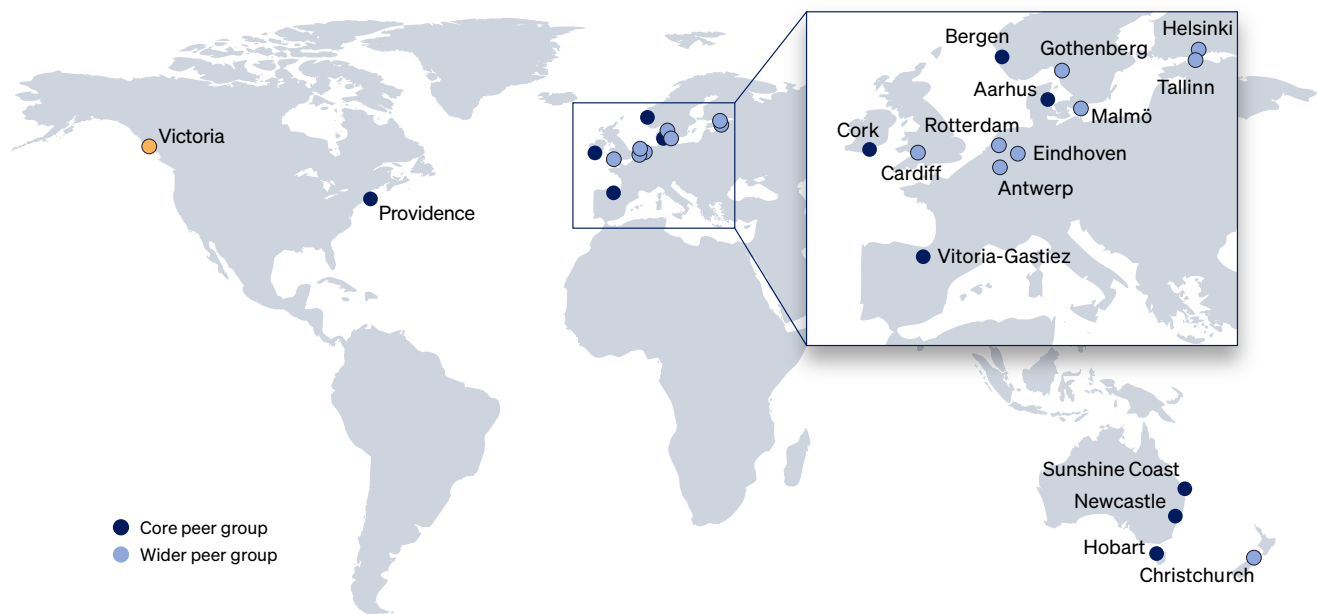 Victoria
Providence
Bergen
Helsinki
Gothenberg
Tallinn
Aarhus
Malmö
Cork
Rotterdam
Eindhoven
Cardiff
Antwerp
Vitoria-Gastiez
Sunshine Coast
Newcastle
Hobart
Christchurch
Core peer group
Wider peer group